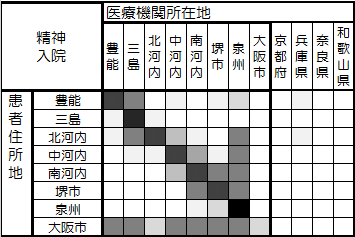 精神
入院
医療機関所在地
豊能
三島
北河内
中河内
南河内
堺市
泉州
大阪市
京都府
兵庫県
奈良県
和歌山県
患者住所地
豊能
三島
北河内
中河内
南河内
堺市
泉州
大阪市